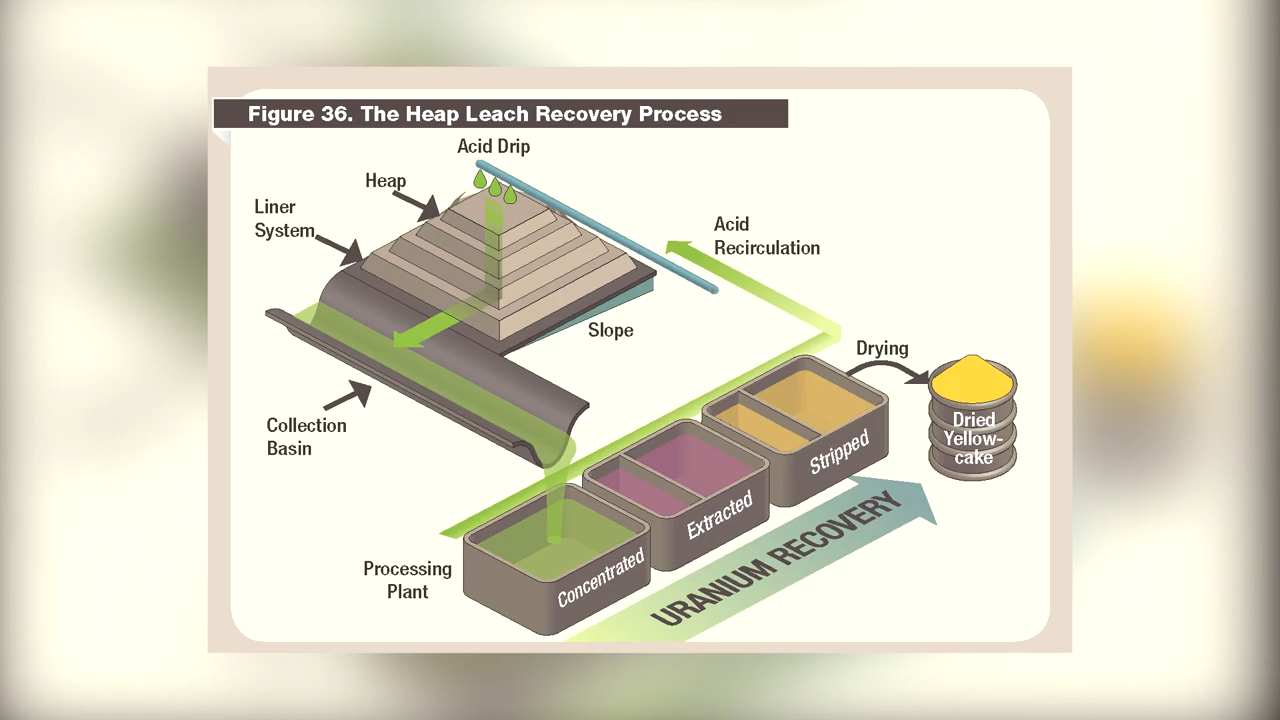 Figure 36. The Heap Leach Recovery Process
Acid Drip
Heap
Liner
System
Acid
Recirculation
Slope
Drying
Collection
Basin
Dried
Yellow-
cake
Stripped
Extracted
Concentrated
Processing
Plant
URANIUM RECOVERY